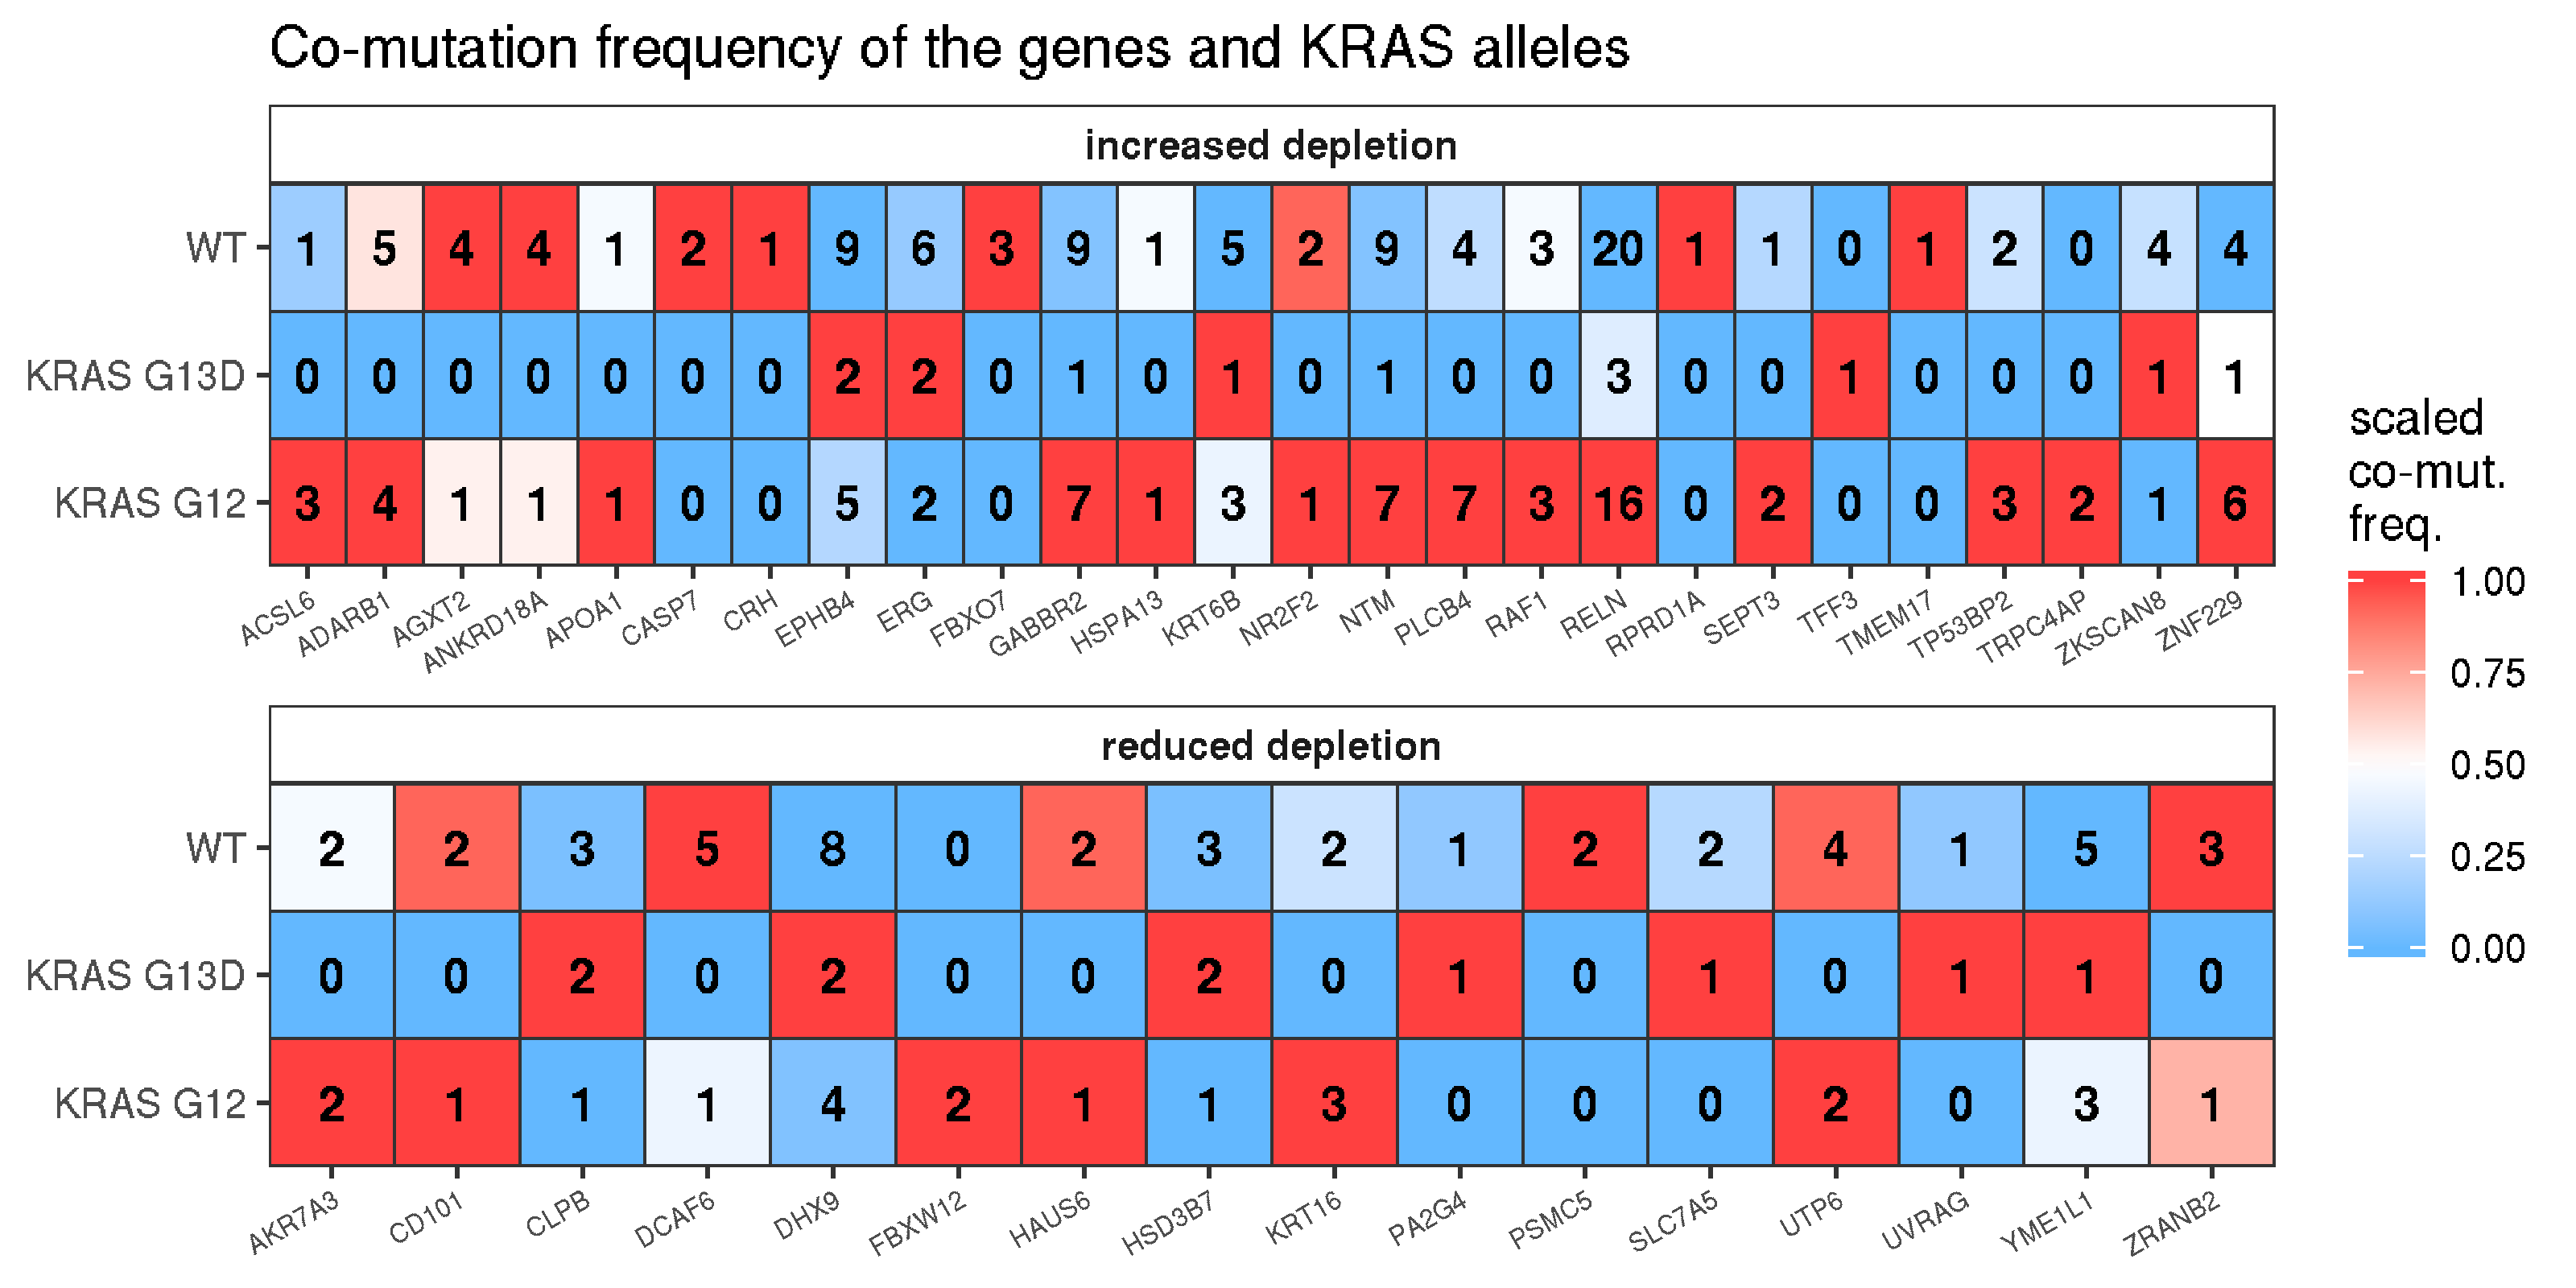 Co-mutation frequency of the genes and KRAS alleles
increased depletion
WT 1 5 4 4 1 2 1 9 6 3 9 1 5 2 9 4 3 20 1 1 0 1 2 0 4 4
KRAS G13D 0 0 0 0 0 0 0 2 2 0 1 0 1 0 1 0 0 3 0 0 1 0 0 0 1 1
KRAS G12 3 4 1 1 1 0 0 5 2 0 7 1 3 1 7 7 3 16 0 2 0 0 3 2 1 6
ACSL6 ADARB1 AGXT2 ANKRD18A APOA1 CASP7 CRH EPHB4 ERG FBXO7 GABBR2 HSPA13 KRT6B NR2F2 NTM PLCB4 RAF1 RELN RPRD1A SEPT3 TFF3 TMEM17 TP53BP2 TRPC4AP ZKSCAN8 ZNF229
reduced depletion
WT 2 2 3 5 8 0 2 3 2 1 2 2 4 1 5 3
KRAS G13D 0 0 2 0 2 0 0 2 0 1 0 1 0 1 1 0
KRAS G12 2 1 1 1 4 2 1 1 3 0 0 0 2 0 3 1
AKR7A3 CD101 CLPB DCAF6 DHX9 FBXW12 HAUS6 HSD3B7 KRT16 PA2G4 PSMC5 SLC7A5 UTP6 UVRAG YME1L1 ZRANB2
scaled
co-mut.
freq.
1.00
0.75
0.50
0.25
0.00